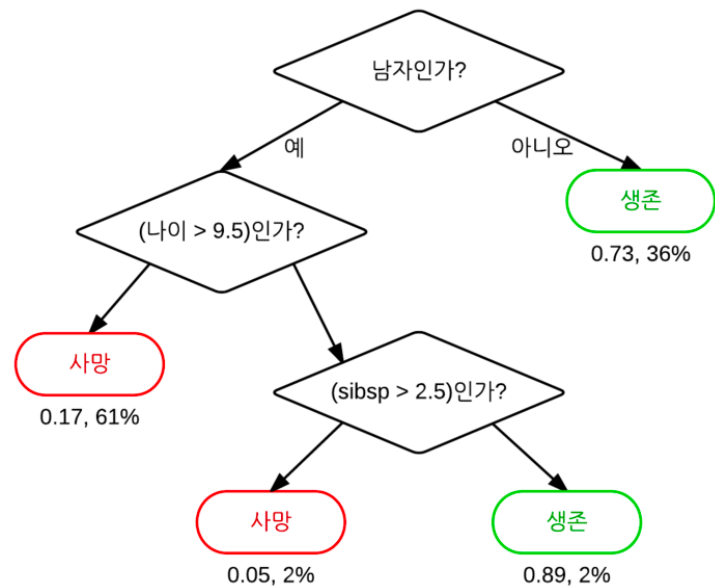 남자인가?
예
아니오
생존
0.73, 36%
(나이 > 9.5)인가?
사망
0.17, 61%
(sibsp > 2.5)인가?
사망
0.05, 2%
생존
0.89, 2%